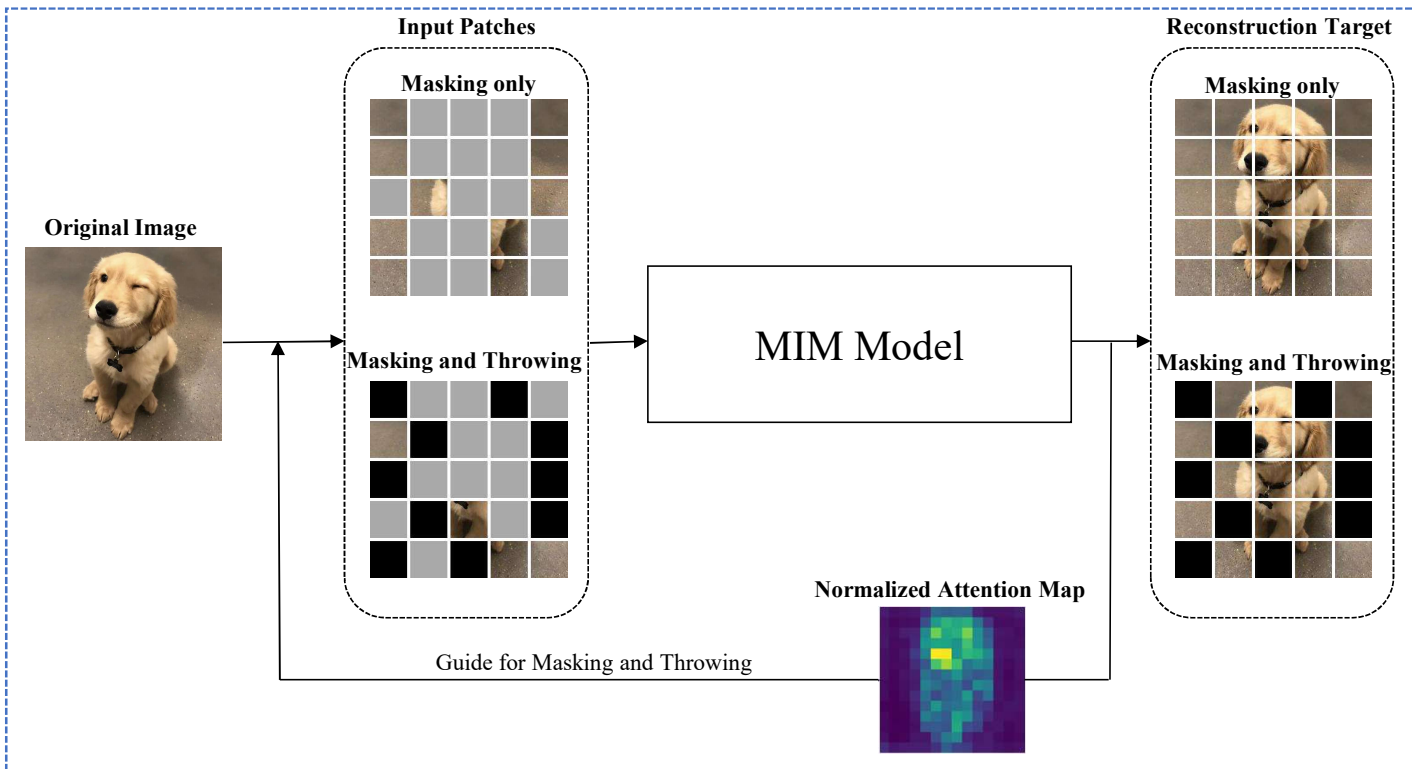 Input Patches
Reconstruction Target
Masking only
Masking only
Original Image
MIM Model
Masking and Throwing
Masking and Throwing
Normalized Attention Map
Guide for Masking and Throwing